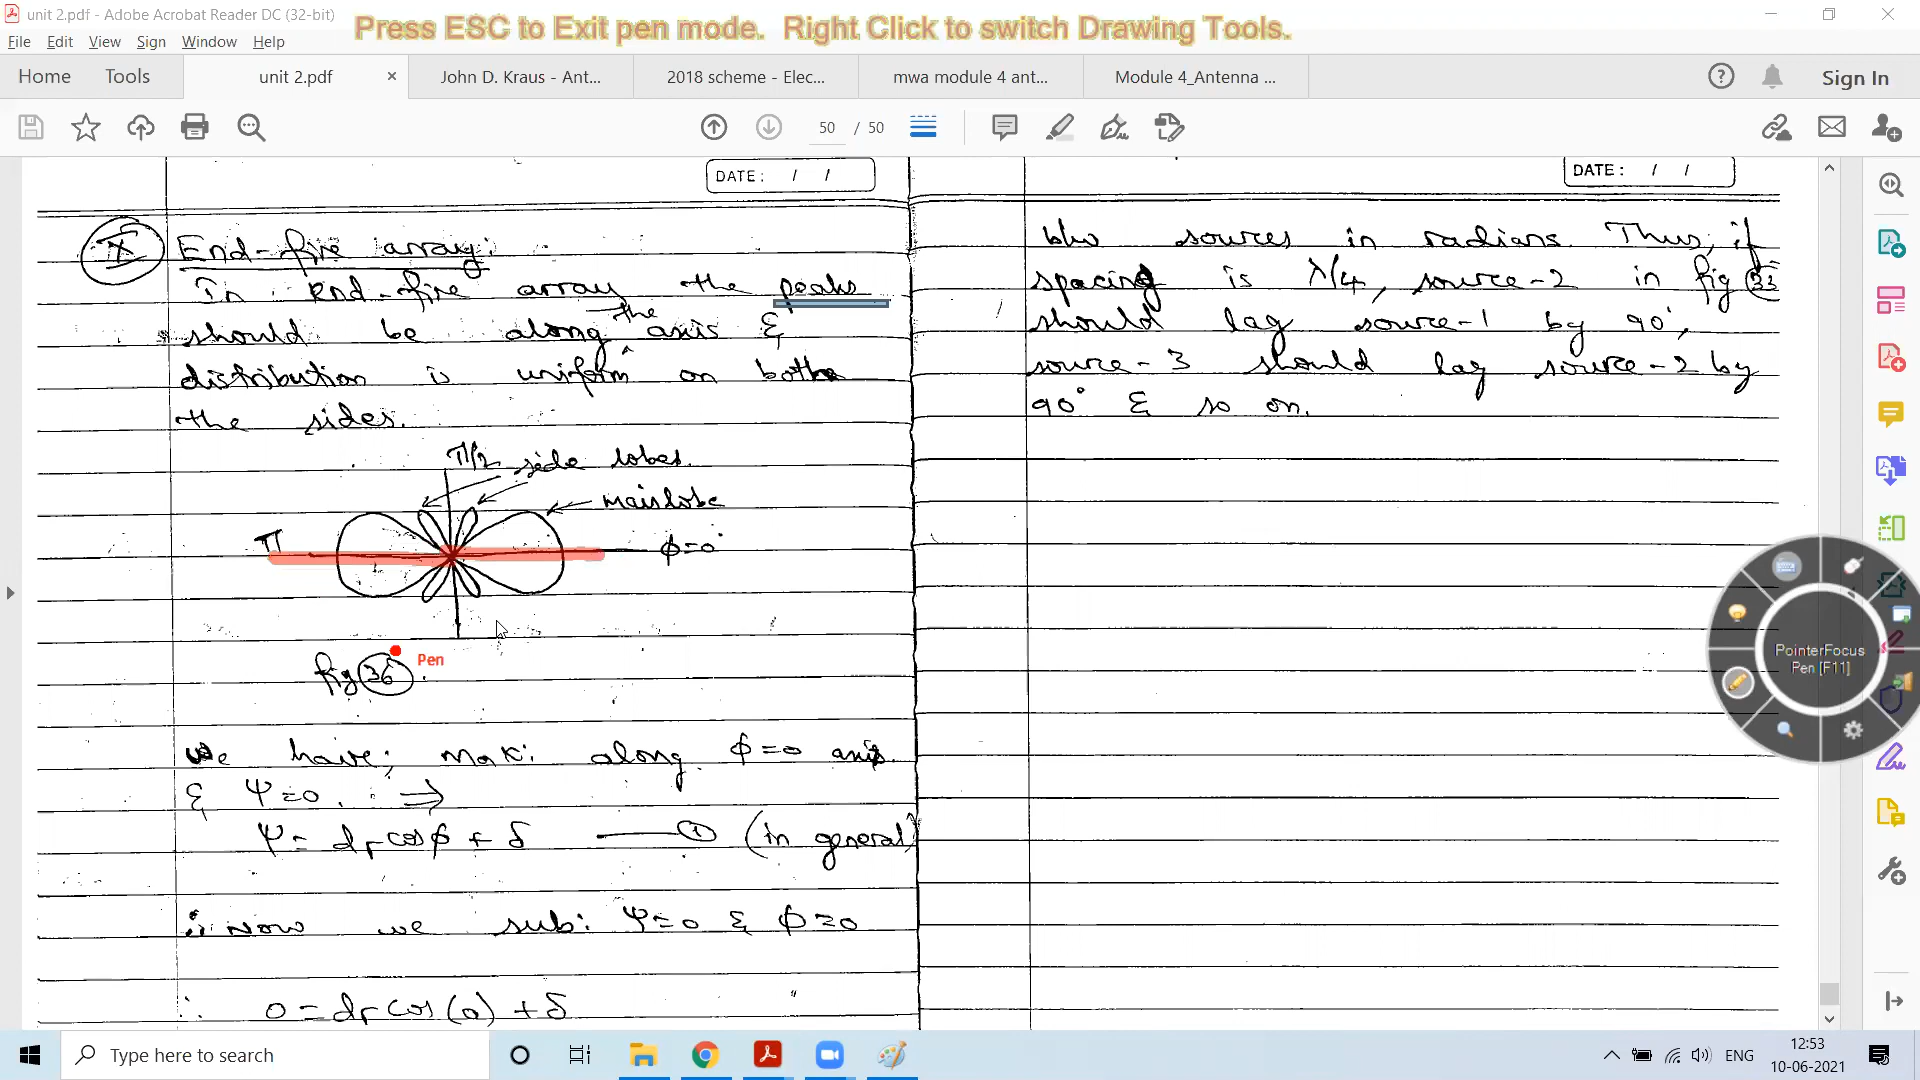 unit 2.pdf - Adobe Acrobat Reader DC (32-bit)
Press ESC to Exit pen mode. Right Click to switch Drawing Tools.
File Edit View Sign Window Help
Home Tools unit 2.pdf × John D. Kraus - Ant... 2018 scheme - Elec... mwa module 4 ant... Module 4_Antenna ... Sign In
50 / 50
DATE: / /
I
End-fire array:
In End-fire array the peaks
should be along the axis &
distribution is uniform on both
the sides.
π/2 side lobes.
main lobe
π
φ=0°
fig 36.
Pen
We have; max: along φ=0 axis.
& ψ=0. ⇒
ψ = dr cosφ + δ —— ① (in general)
∴ Now we sub: ψ=0 & φ=0
∴ 0 = dr cos(0) + δ
DATE: / /
b/w sources in radians. Thus, if
spacing is λ/4, source-2 in fig 33
should lag source-1 by 90°,
source-3 should lag source-2 by
90° & so on.
PointerFocus
Pen [F11]
Type here to search
ENG
12:53
10-06-2021